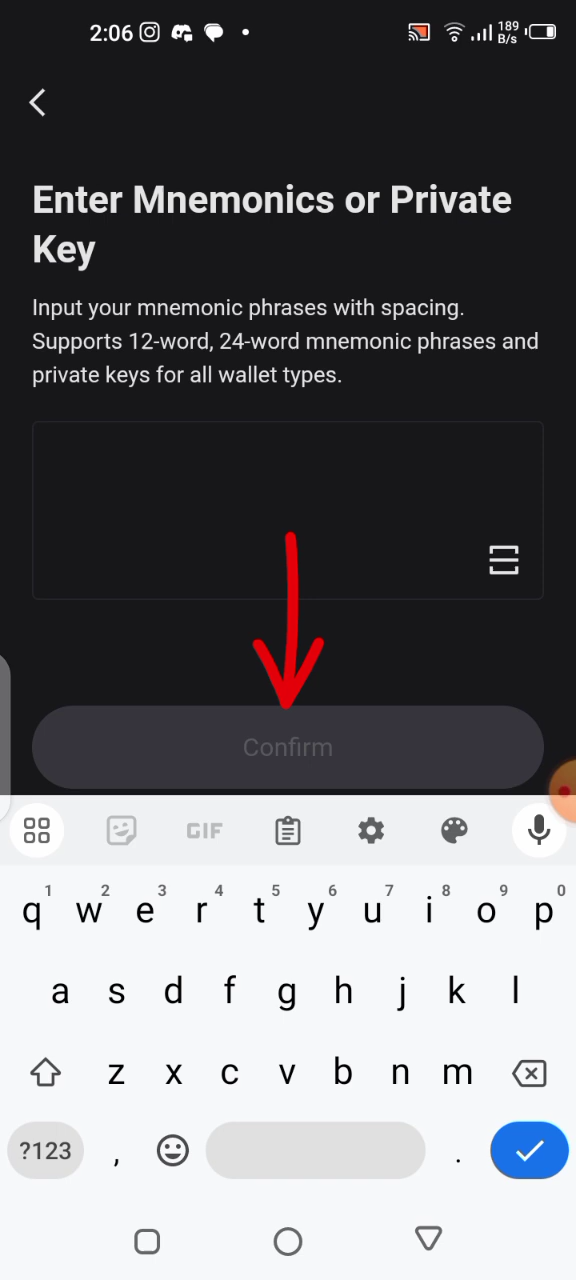 2:06
189
B/s
Enter Mnemonics or Private
Key
Input your mnemonic phrases with spacing.
Supports 12-word, 24-word mnemonic phrases and
private keys for all wallet types.
Confirm
GIF
1 2 3 4 5 6 7 8 9 0
q w e r t y u i o p
a s d f g h j k l
z x c v b n m
?123 , .